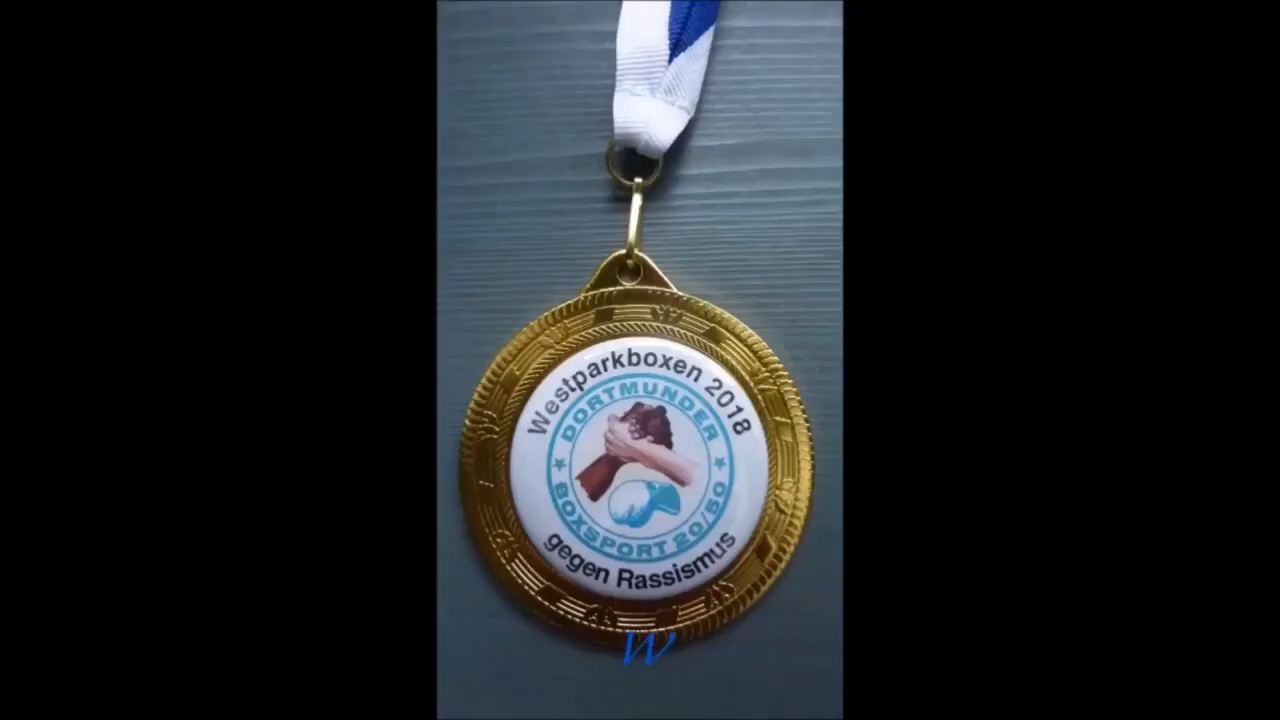 Westparkboxen 2018
DORTMUNDER
BOXSPORT 20/50
gegen Rassismus
W